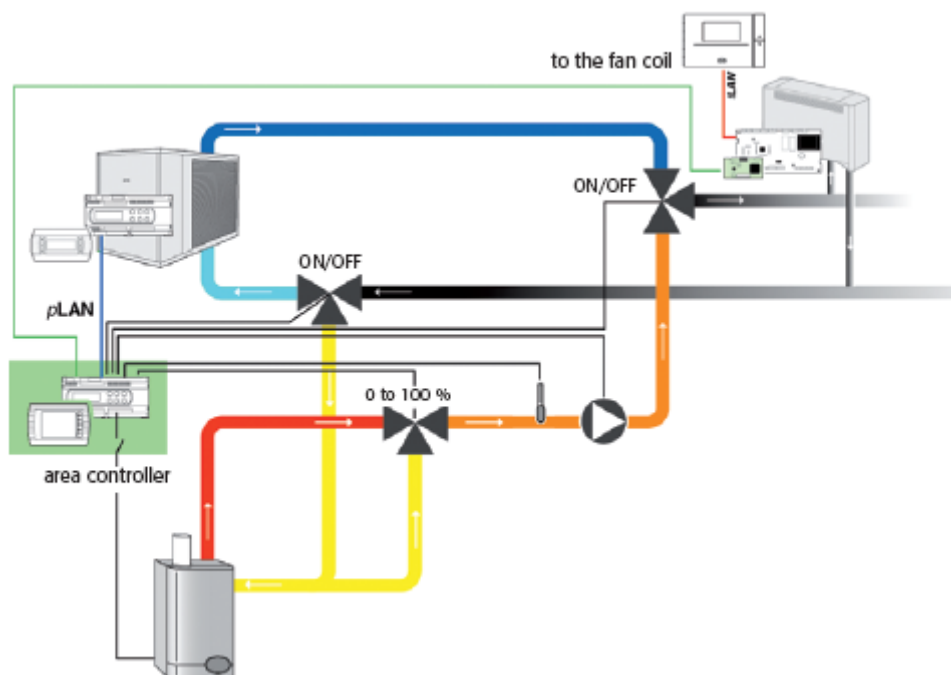 to the fan coil
tLAN
ON/OFF
ON/OFF
pLAN
0 to 100 %
area controller